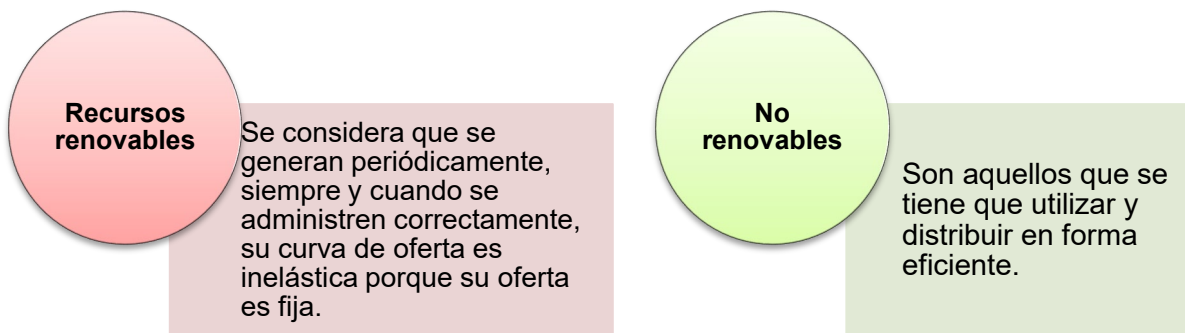 Recursos
renovables
Se considera que se
generan periódicamente,
siempre y cuando se
administren correctamente,
su curva de oferta es
inelástica porque su oferta
es fija.
No
renovables
Son aquellos que se
tiene que utilizar y
distribuir en forma
eficiente.